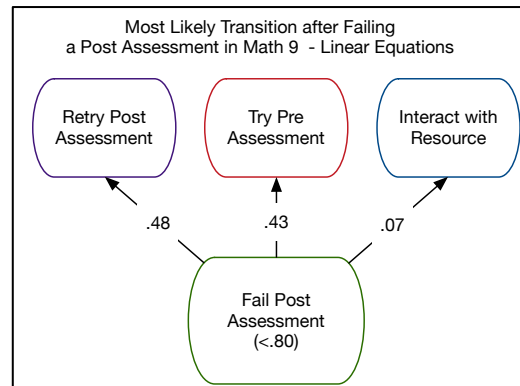 Most Likely Transition after Failing
a Post Assessment in Math 9 - Linear Equations
Retry Post
Assessment
Try Pre
Assessment
Interact with
Resource
.48
.43
.07
Fail Post
Assessment
(<.80)